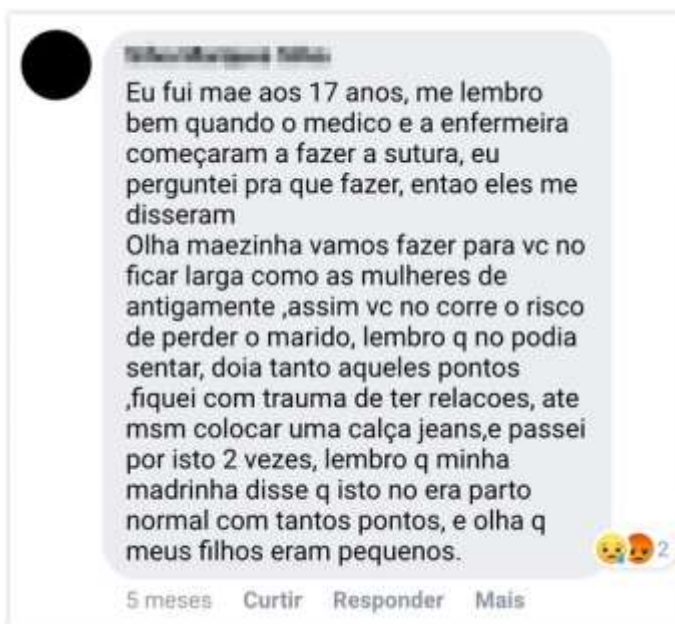 Eu fui mae aos 17 anos, me lembro
bem quando o medico e a enfermeira
começaram a fazer a sutura, eu
perguntei pra que fazer, entao eles me
disseram
Olha maezinha vamos fazer para vc no
ficar larga como as mulheres de
antigamente ,assim vc no corre o risco
de perder o marido, lembro q no podia
sentar, doia tanto aqueles pontos
,fiquei com trauma de ter relacoes, ate
msm colocar uma calça jeans,e passei
por isto 2 vezes, lembro q minha
madrinha disse q isto no era parto
normal com tantos pontos, e olha q
meus filhos eram pequenos.
2
5 meses Curtir Responder Mais